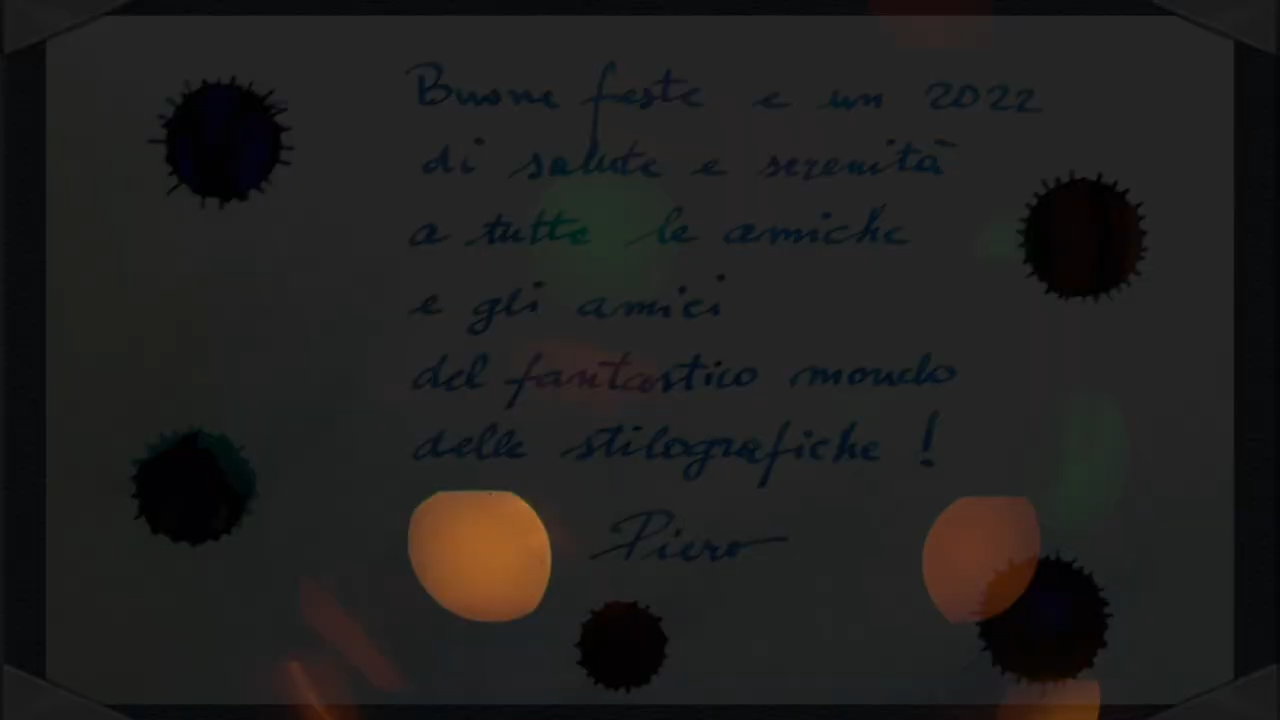 Buone feste e un 2022
di salute e serenità
a tutte le amiche
e gli amici
del fantastico mondo
delle stilografiche !
Piero